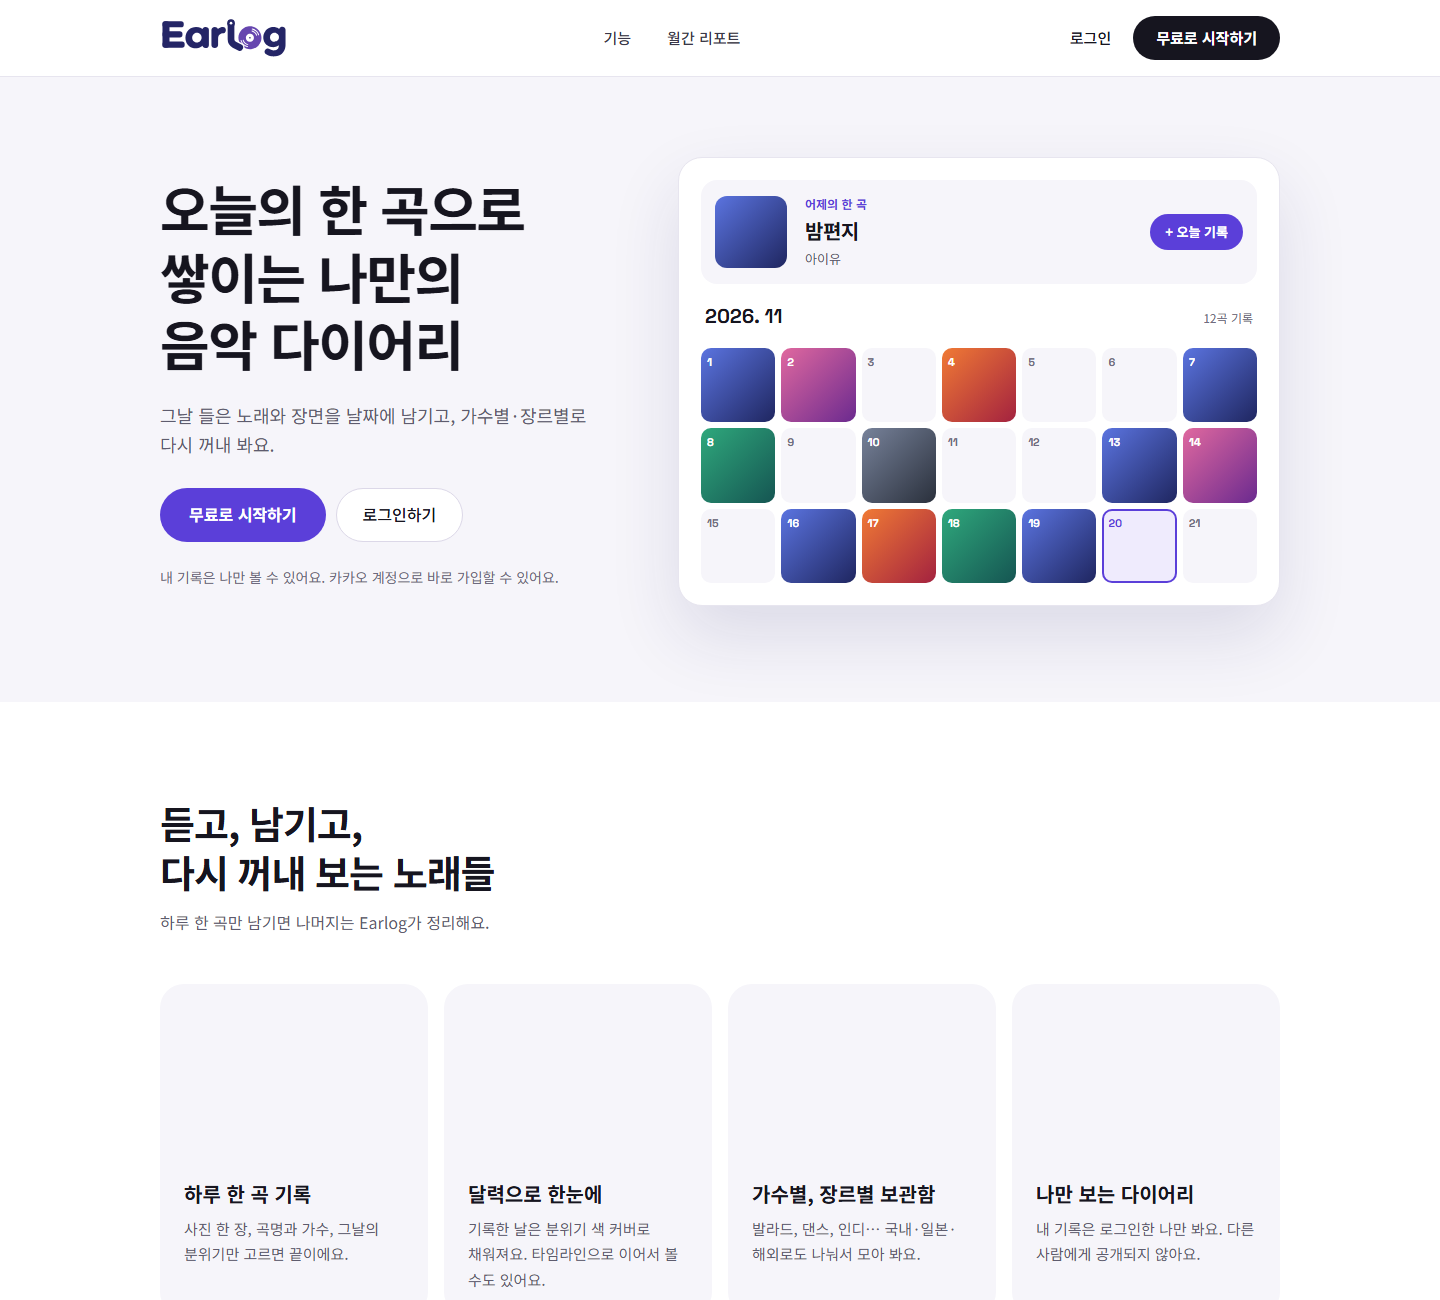 Earlog
기능
월간 리포트
로그인
무료로 시작하기
오늘의 한 곡으로
쌓이는 나만의
음악 다이어리
그날 들은 노래와 장면을 날짜에 남기고, 가수별·장르별로
다시 꺼내 봐요.
무료로 시작하기
로그인하기
내 기록은 나만 볼 수 있어요. 카카오 계정으로 바로 가입할 수 있어요.
어제의 한 곡
밤편지
아이유
+ 오늘 기록
2026. 11
12곡 기록
1 2 3 4 5 6 7
8 9 10 11 12 13 14
15 16 17 18 19 20 21
듣고, 남기고,
다시 꺼내 보는 노래들
하루 한 곡만 남기면 나머지는 Earlog가 정리해요.
하루 한 곡 기록
사진 한 장, 곡명과 가수, 그날의
분위기만 고르면 끝이에요.
달력으로 한눈에
기록한 날은 분위기 색 커버로
채워져요. 타임라인으로 이어서 볼
수도 있어요.
가수별, 장르별 보관함
발라드, 댄스, 인디… 국내·일본·
해외로도 나눠서 모아 봐요.
나만 보는 다이어리
내 기록은 로그인한 나만 봐요. 다른
사람에게 공개되지 않아요.